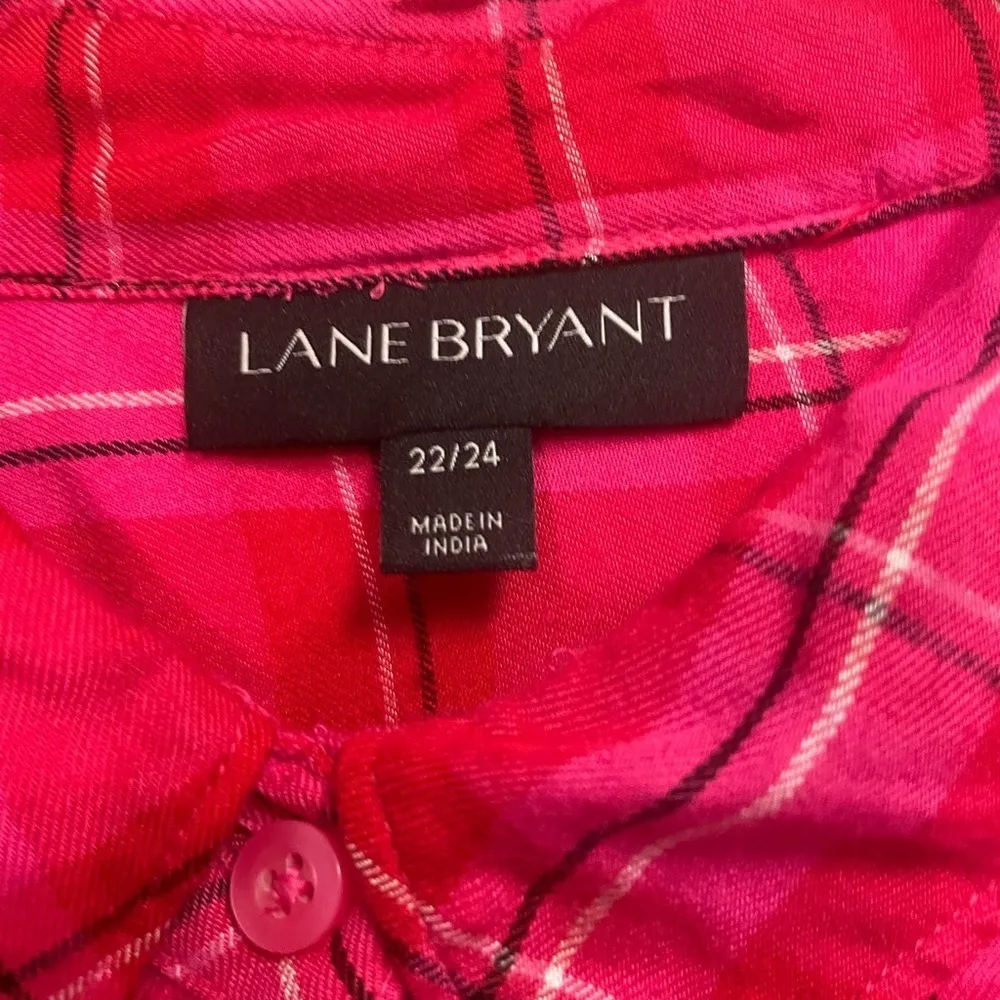 LANE BRYANT
22/24
MADE IN
INDIA